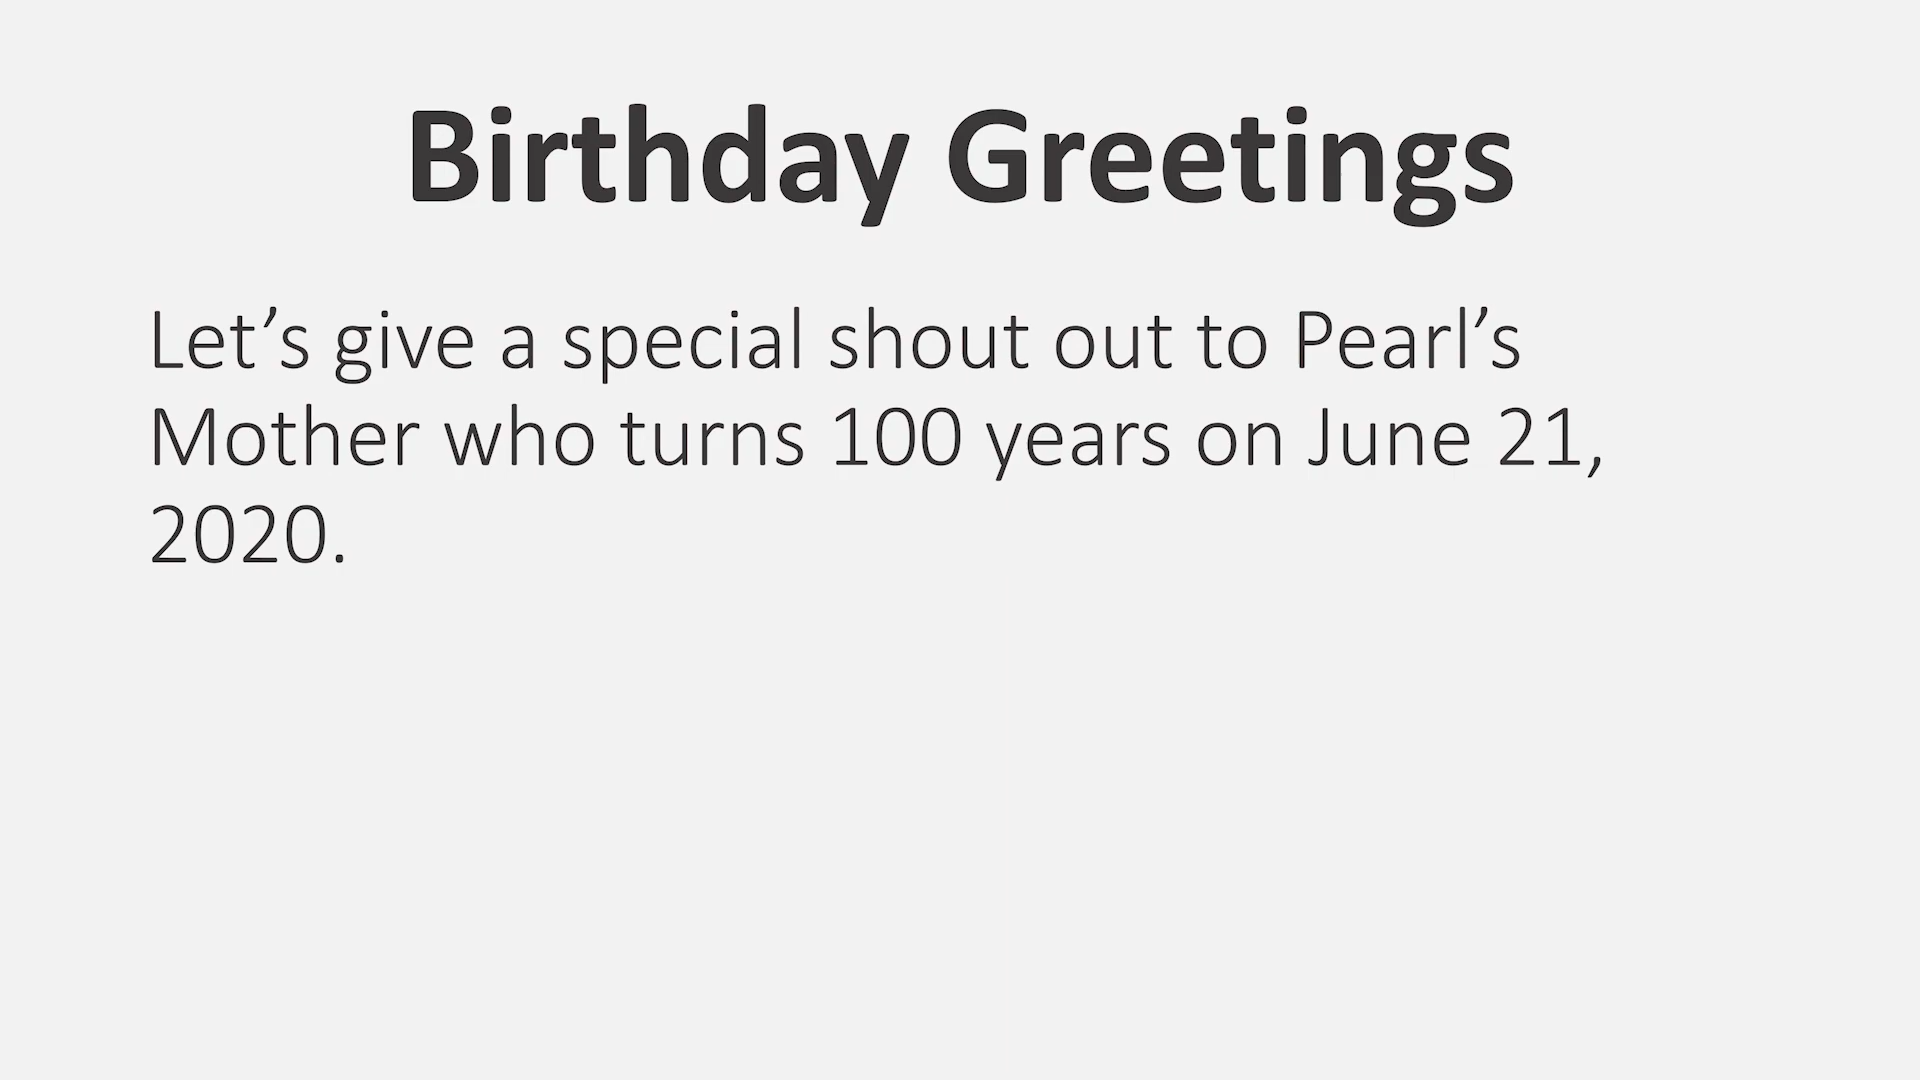 Birthday Greetings
Let’s give a special shout out to Pearl’s
Mother who turns 100 years on June 21,
2020.